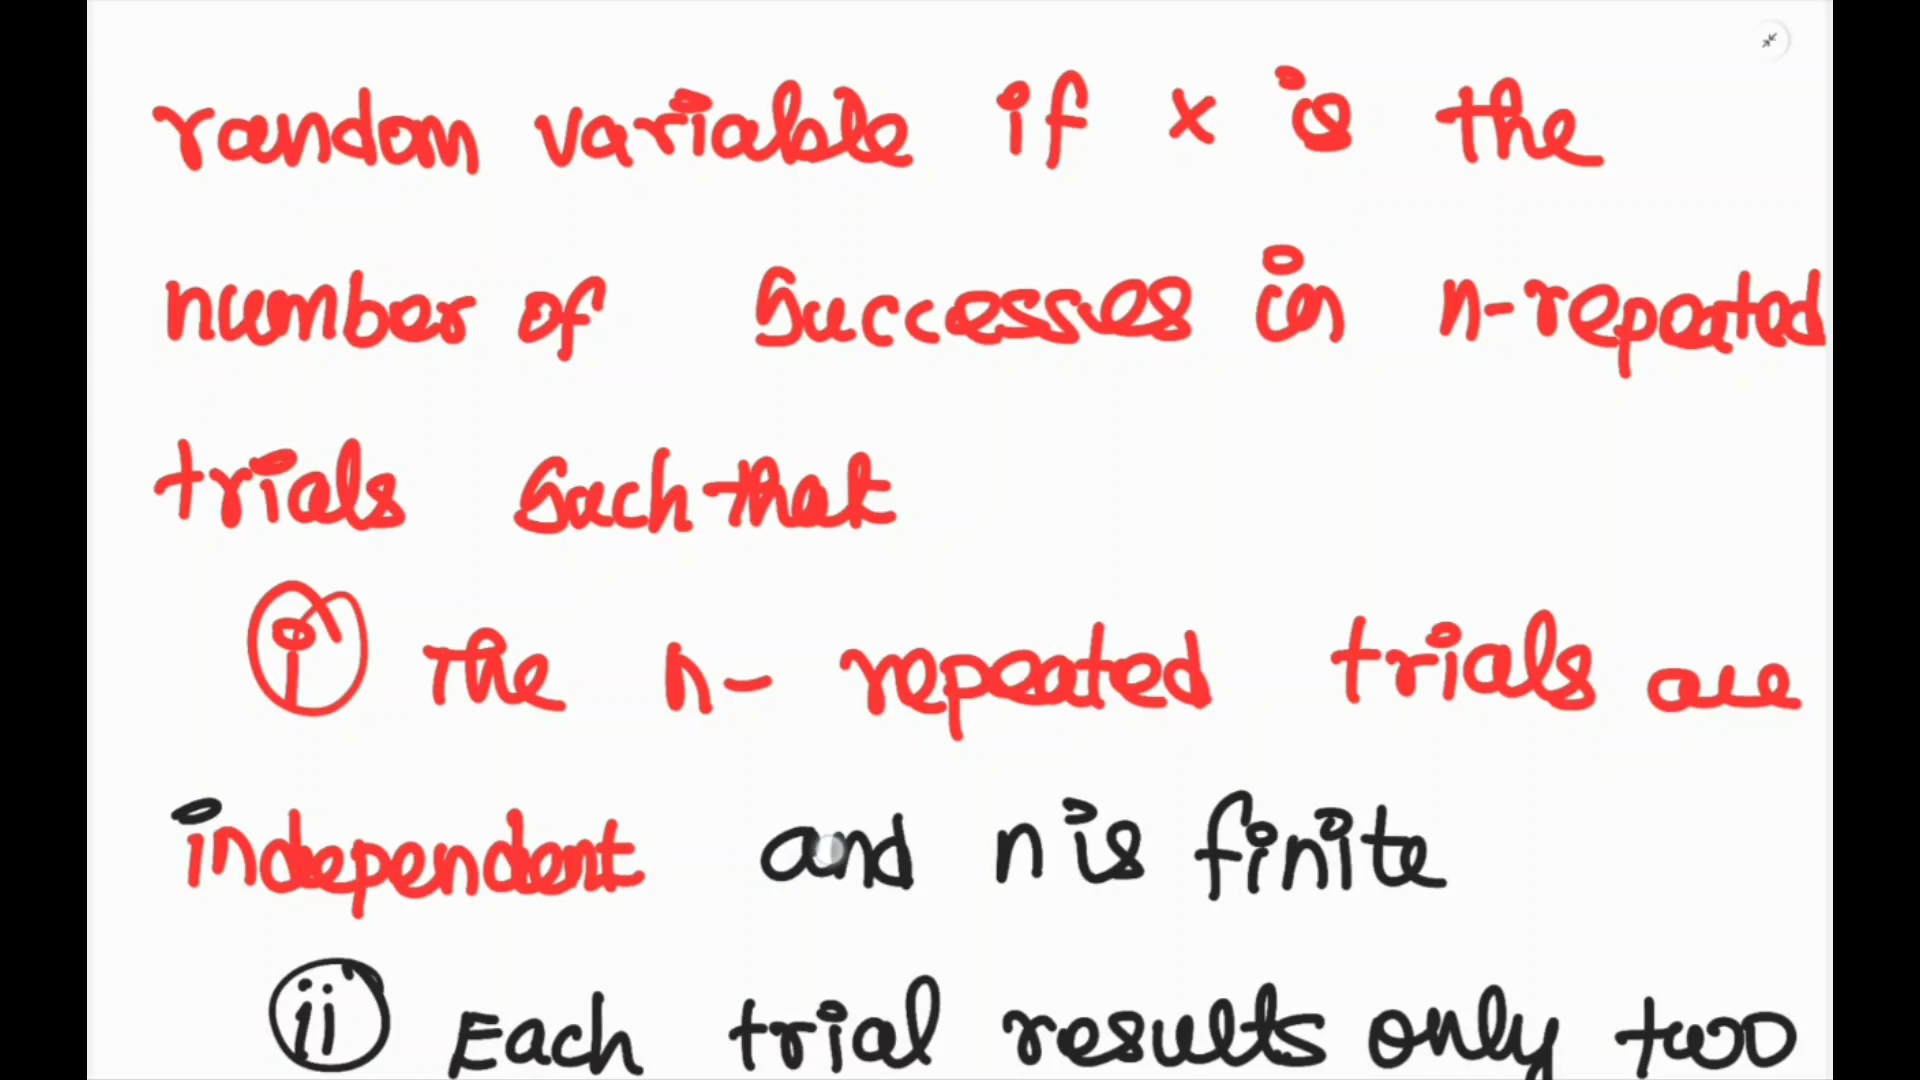 random variable if x is the
number of successes in n-repeated
trials such that
(i) The n- repeated trials are
independent and n is finite
(ii) Each trial results only two